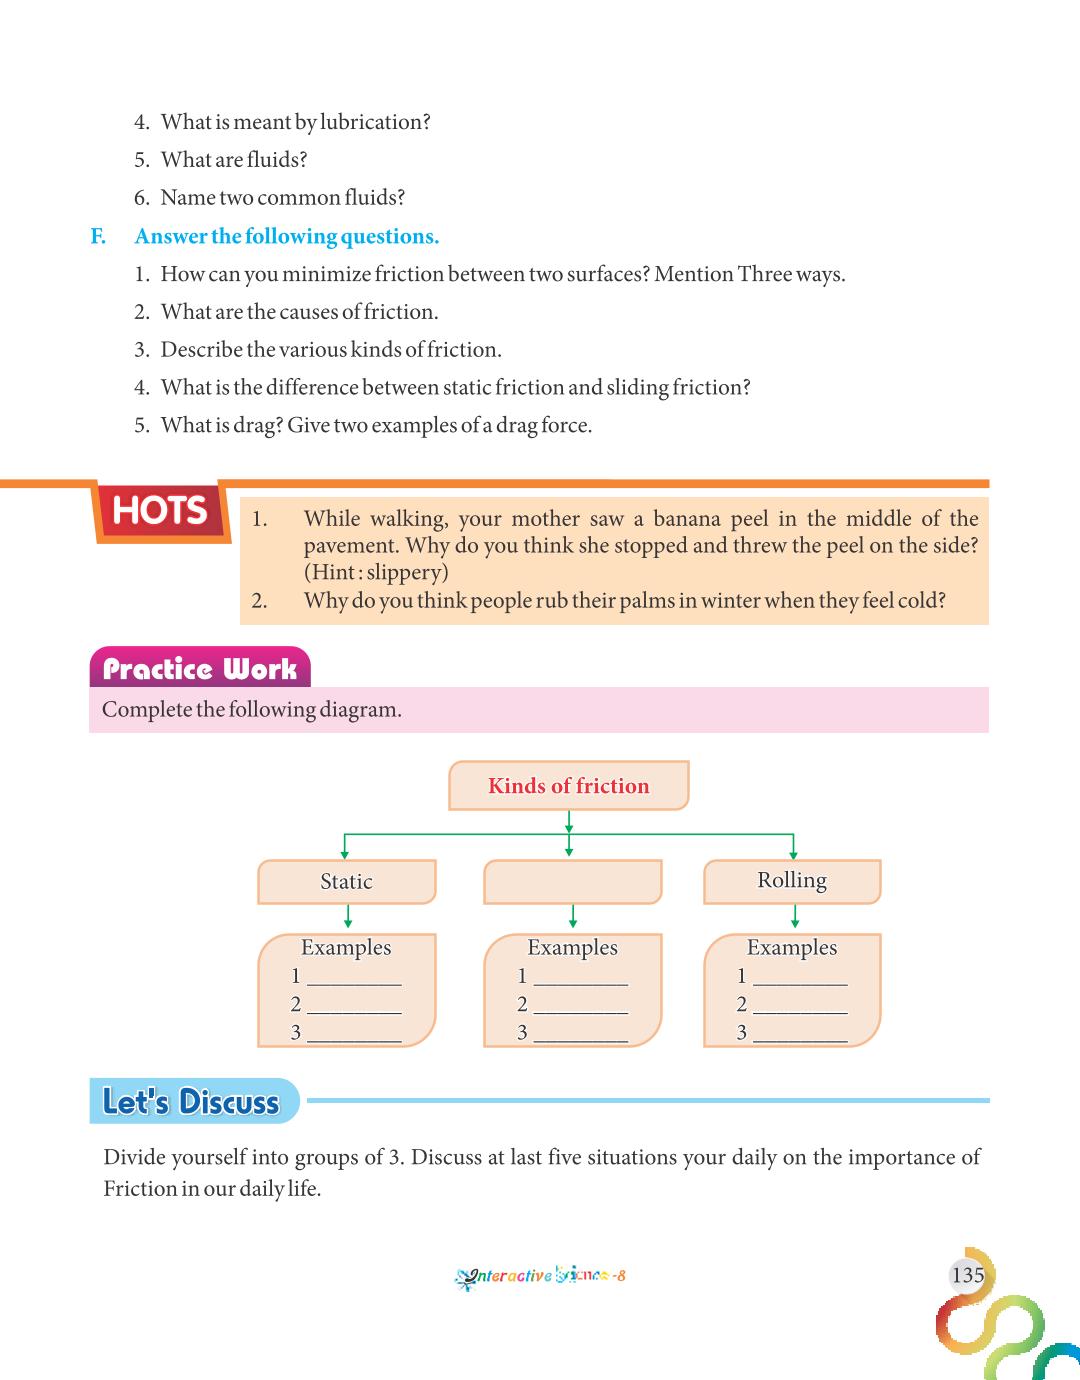 4. What is meant by lubrication?
5. What are fluids?
6. Name two common fluids?
F. Answer the following questions.
1. How can you minimize friction between two surfaces? Mention Three ways.
2. What are the causes of friction.
3. Describe the various kinds of friction.
4. What is the difference between static friction and sliding friction?
5. What is drag? Give two examples of a drag force.
HOTS
1. While walking, your mother saw a banana peel in the middle of the
pavement. Why do you think she stopped and threw the peel on the side?
(Hint : slippery)
2. Why do you think people rub their palms in winter when they feel cold?
Practice Work
Complete the following diagram.
Kinds of friction
Static
Rolling
Examples
1 ________
2 ________
3 ________
Examples
1 ________
2 ________
3 ________
Examples
1 ________
2 ________
3 ________
Let's Discuss
Divide yourself into groups of 3. Discuss at last five situations your daily on the importance of
Friction in our daily life.
Interactive Science -8
135